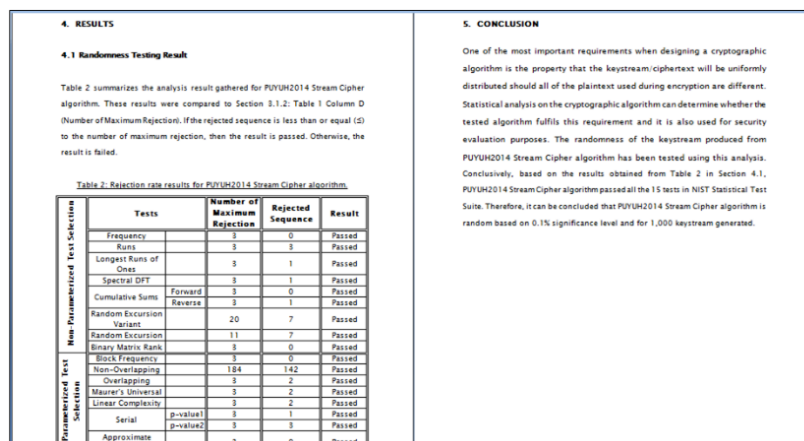 4. RESULTS
4.1 Randomness Testing Result
Table 2 summarizes the analysis result gathered for PUYUH2014 Stream Cipher
algorithm. These results were compared to Section 3.1.2: Table 1 Column D
(Number of Maximum Rejection). If the rejected sequence is less than or equal (≤)
to the number of maximum rejection, then the result is passed. Otherwise, the
result is failed.
Table 2: Rejection rate results for PUYUH2014 Stream Cipher algorithm.
Tests Number of Maximum Rejection Rejected Sequence Result
Non-Parameterized Test Selection
Frequency 3 0 Passed
Runs 3 3 Passed
Longest Runs of Ones 3 1 Passed
Spectral DFT 3 1 Passed
Cumulative Sums Forward 3 0 Passed
Reverse 3 1 Passed
Random Excursion Variant 20 7 Passed
Random Excursion 11 7 Passed
Binary Matrix Rank 3 0 Passed
Parameterized Test Selection
Block Frequency 3 0 Passed
Non-Overlapping 184 142 Passed
Overlapping 3 2 Passed
Maurer's Universal 3 2 Passed
Linear Complexity 3 2 Passed
Serial p-value1 3 1 Passed
p-value2 3 3 Passed
Approximate
5. CONCLUSION
One of the most important requirements when designing a cryptographic
algorithm is the property that the keystream/ciphertext will be uniformly
distributed should all of the plaintext used during encryption are different.
Statistical analysis on the cryptographic algorithm can determine whether the
tested algorithm fulfils this requirement and it is also used for security
evaluation purposes. The randomness of the keystream produced from
PUYUH2014 Stream Cipher algorithm has been tested using this analysis.
Conclusively, based on the results obtained from Table 2 in Section 4.1,
PUYUH2014 Stream Cipher algorithm passed all the 15 tests in NIST Statistical Test
Suite. Therefore, it can be concluded that PUYUH2014 Stream Cipher algorithm is
random based on 0.1% significance level and for 1,000 keystream generated.